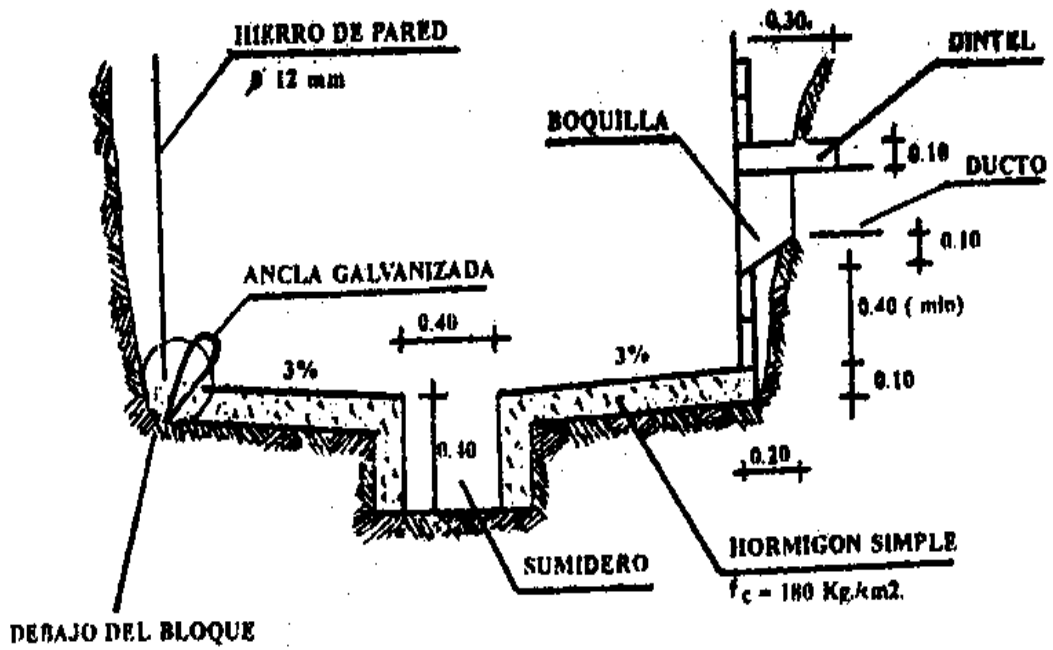 HIERRO DE PARED
ø 12 mm
0.30
DINTEL
BOQUILLA
0.10
DUCTO
0.10
ANCLA GALVANIZADA
0.40
0.40 ( min)
3%
3%
0.10
0.40
0.20
SUMIDERO
HORMIGON SIMPLE
f c = 180 Kg/cm2.
DEBAJO DEL BLOQUE